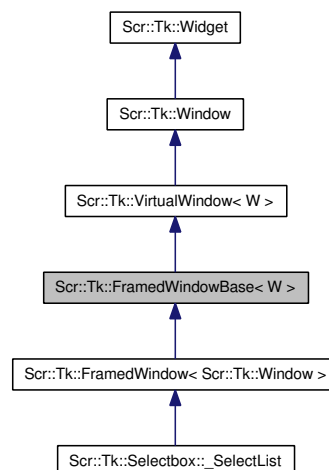 Scr::Tk::Widget
Scr::Tk::Window
Scr::Tk::VirtualWindow< W >
Scr::Tk::FramedWindowBase< W >
Scr::Tk::FramedWindow< Scr::Tk::Window >
Scr::Tk::Selectbox::_SelectList